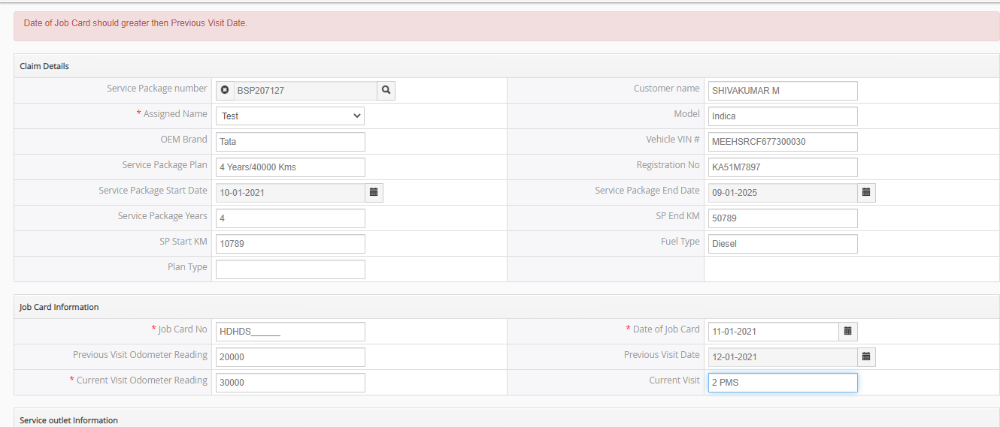 Date of Job Card should greater then Previous Visit Date.
Claim Details
Service Package number BSP207127 Customer name SHIVAKUMAR M
* Assigned Name Test Model Indica
OEM Brand Tata Vehicle VIN # MEEHSRCF677300030
Service Package Plan 4 Years/40000 Kms Registration No KA51M7897
Service Package Start Date 10-01-2021 Service Package End Date 09-01-2025
Service Package Years 4 SP End KM 50789
SP Start KM 10789 Fuel Type Diesel
Plan Type
Job Card Information
* Job Card No HDHDS______ * Date of Job Card 11-01-2021
Previous Visit Odometer Reading 20000 Previous Visit Date 12-01-2021
* Current Visit Odometer Reading 30000 Current Visit 2 PMS
Service outlet Information